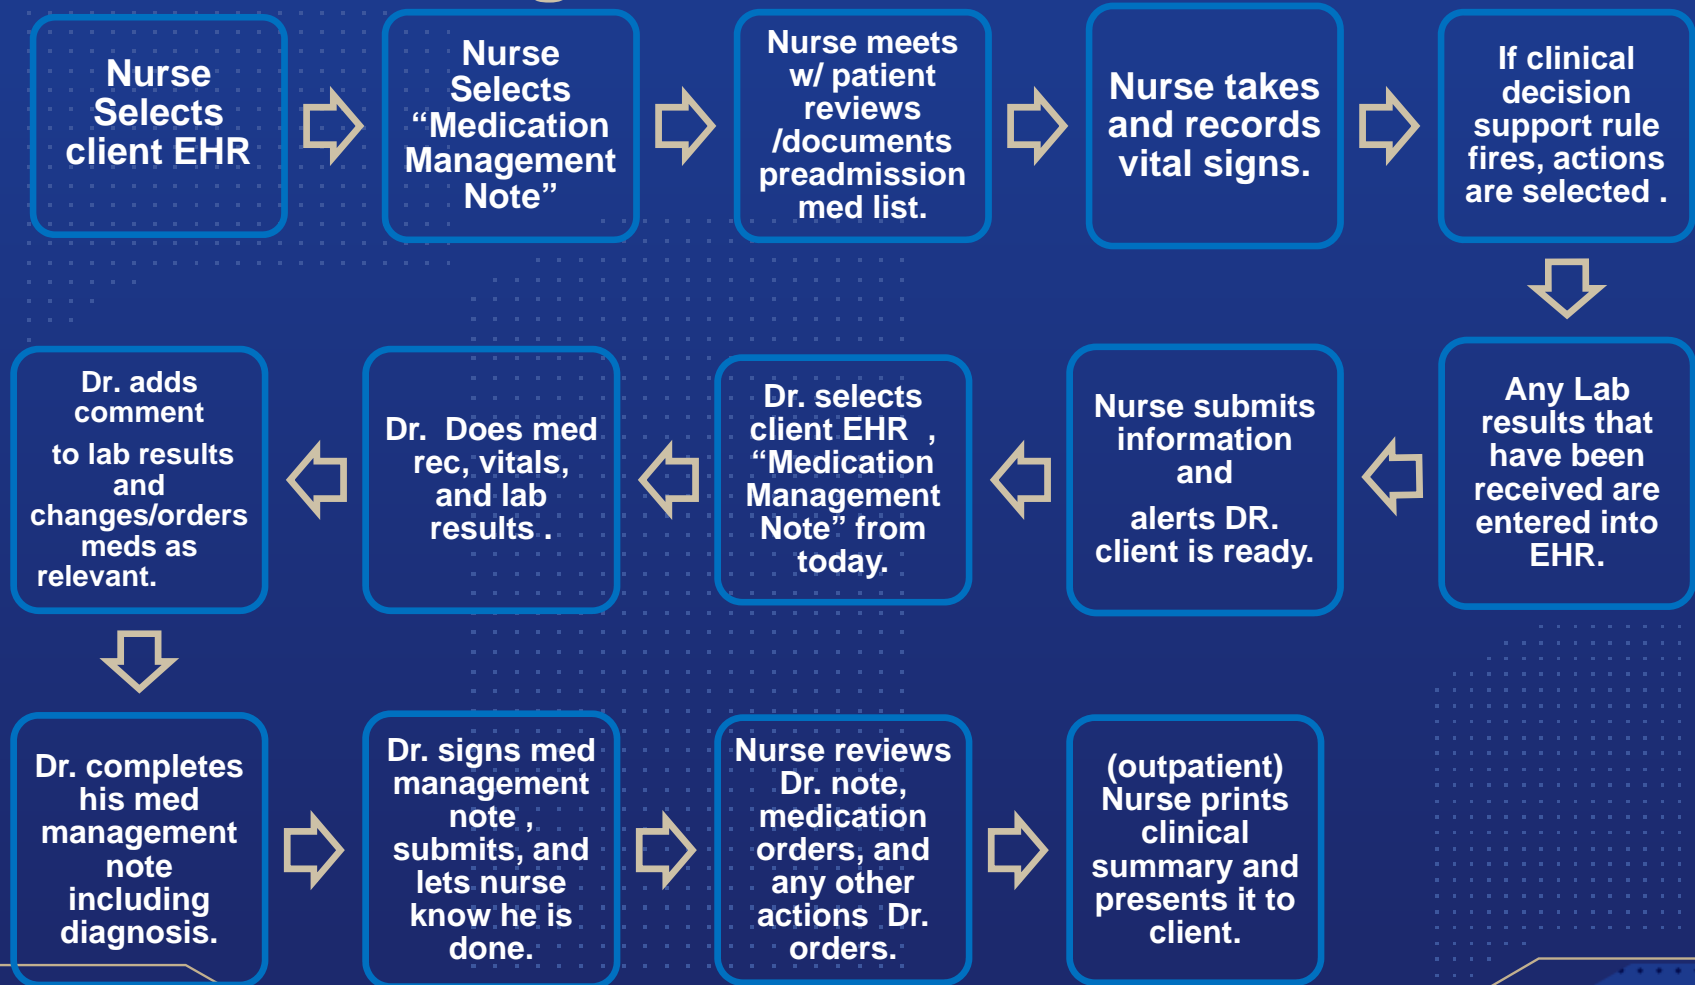 Nurse
Selects
client EHR
Nurse
Selects
“Medication
Management
Note”
Nurse meets
w/ patient
reviews
/documents
preadmission
med list.
Nurse takes
and records
vital signs.
If clinical
decision
support rule
fires, actions
are selected .
Any Lab
results that
have been
received are
entered into
EHR.
Nurse submits
information
and
alerts DR.
client is ready.
Dr. selects
client EHR ,
“Medication
Management
Note” from
today.
Dr. Does med
rec, vitals,
and lab
results .
Dr. adds
comment
to lab results
and
changes/orders
meds as
relevant.
Dr. completes
his med
management
note
including
diagnosis.
Dr. signs med
management
note ,
submits, and
lets nurse
know he is
done.
Nurse reviews
Dr. note,
medication
orders, and
any other
actions Dr.
orders.
(outpatient)
Nurse prints
clinical
summary and
presents it to
client.